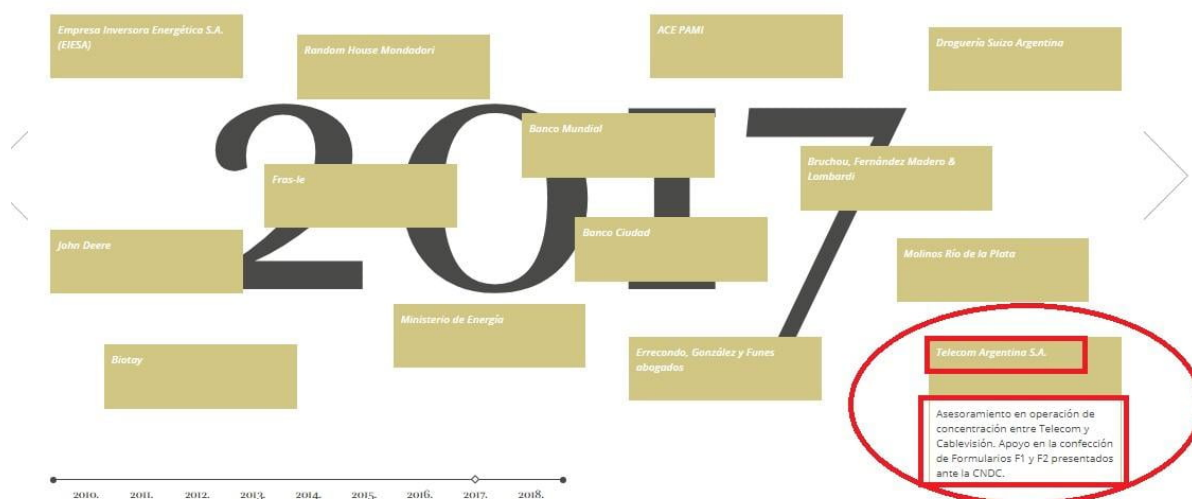 Empresa Inversora Energética S.A.
(EIESA)
Random House Mondadori
ACE PAMI
Droguería Suizo Argentina
2017
Banco Mundial
Bruchou, Fernández Madero &
Lombardi
Fras-le
John Deere
Banco Ciudad
Molinos Río de la Plata
Ministerio de Energía
Biotay
Errecondo, González y Funes
abogados
Telecom Argentina S.A.
Asesoramiento en operación de
concentración entre Telecom y
Cablevisión. Apoyo en la confección
de Formularios F1 y F2 presentados
ante la CNDC.
2010. 2011. 2012. 2013. 2014. 2015. 2016. 2017. 2018.